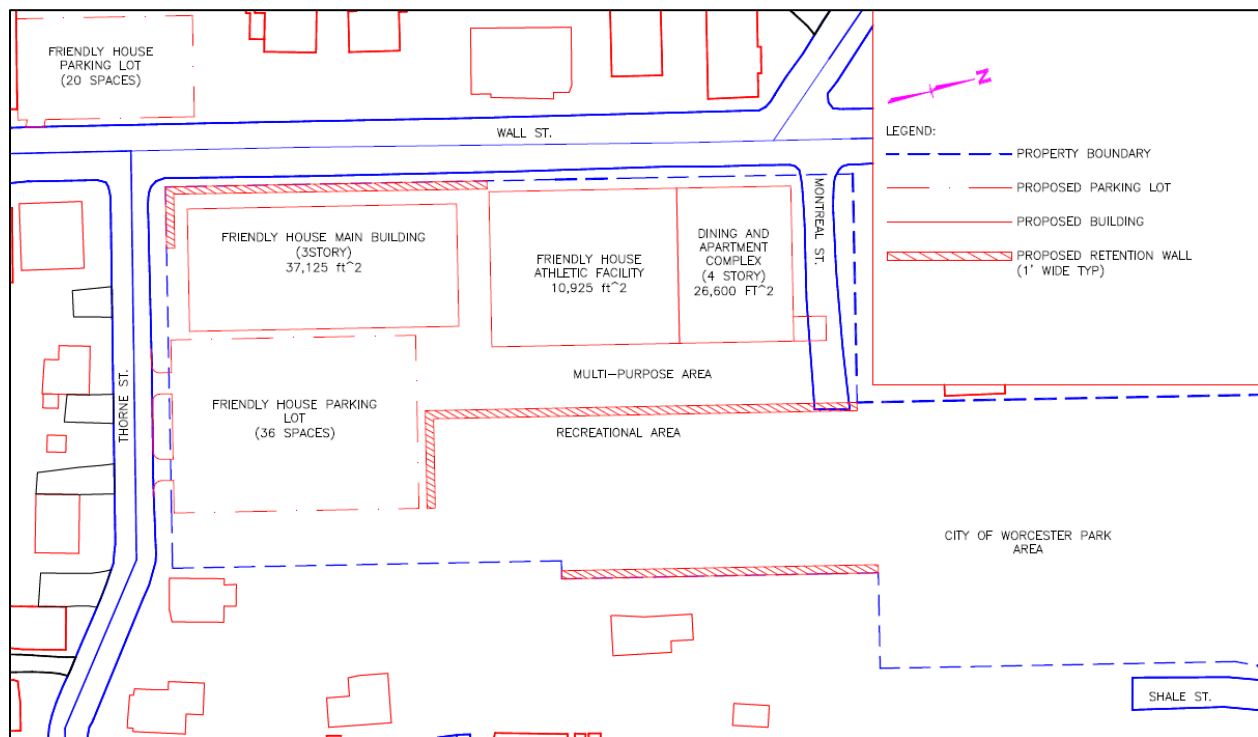 FRIENDLY HOUSE
PARKING LOT
(20 SPACES)
WALL ST.
N
LEGEND:
PROPERTY BOUNDARY
PROPOSED PARKING LOT
PROPOSED BUILDING
PROPOSED RETENTION WALL
(1' WIDE TYP)
MONTREAL ST.
FRIENDLY HOUSE MAIN BUILDING
(3STORY)
37,125 ft^2
FRIENDLY HOUSE
ATHLETIC FACILITY
10,925 ft^2
DINING AND
APARTMENT
COMPLEX
(4 STORY)
26,600 FT^2
THORNE ST.
MULTI-PURPOSE AREA
FRIENDLY HOUSE PARKING
LOT
(36 SPACES)
RECREATIONAL AREA
CITY OF WORCESTER PARK
AREA
SHALE ST.